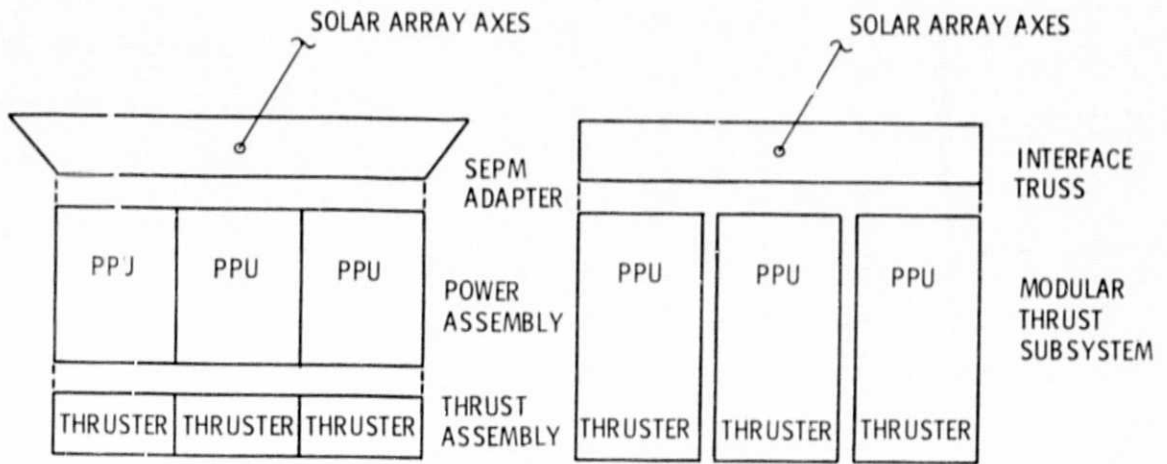 SOLAR ARRAY AXES
SEPM
ADAPTER
PPU PPU PPU
POWER
ASSEMBLY
THRUSTER THRUSTER THRUSTER
THRUST
ASSEMBLY
SOLAR ARRAY AXES
INTERFACE
TRUSS
PPU PPU PPU
MODULAR
THRUST
SUBSYSTEM
THRUSTER THRUSTER THRUSTER